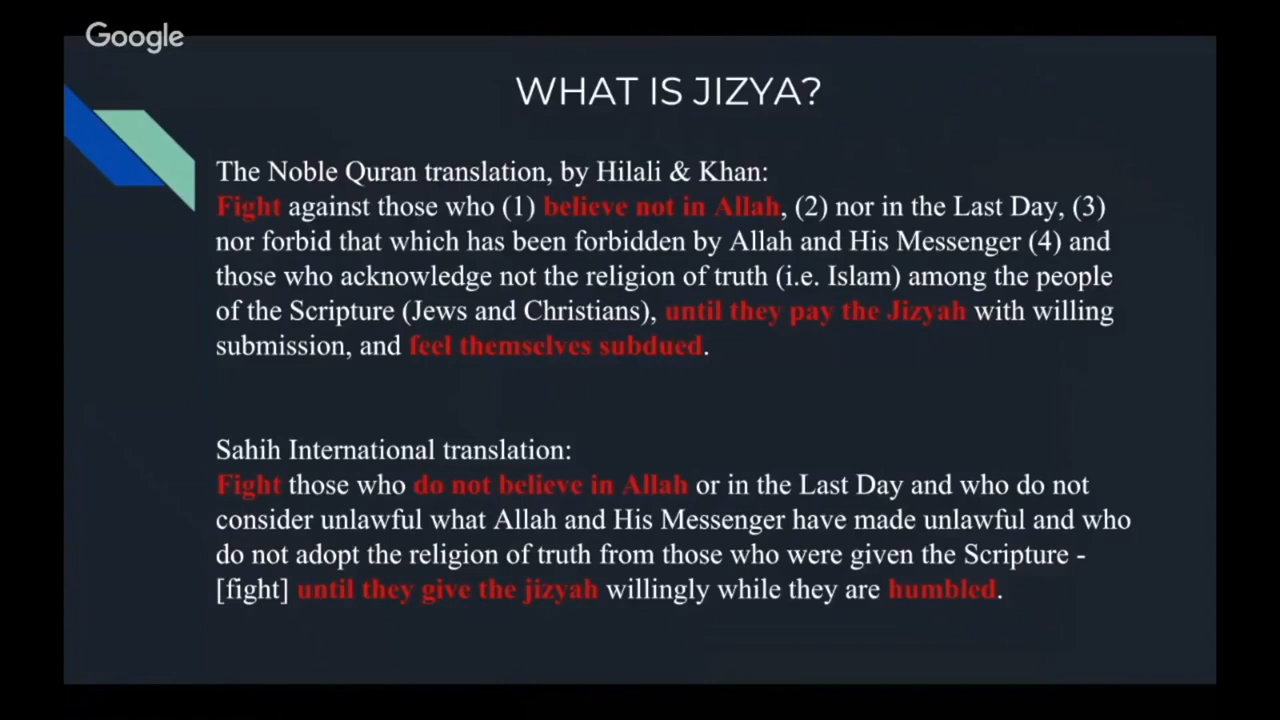 Google
WHAT IS JIZYA?
The Noble Quran translation, by Hilali & Khan:
Fight against those who (1) believe not in Allah, (2) nor in the Last Day, (3)
nor forbid that which has been forbidden by Allah and His Messenger (4) and
those who acknowledge not the religion of truth (i.e. Islam) among the people
of the Scripture (Jews and Christians), until they pay the Jizyah with willing
submission, and feel themselves subdued.
Sahih International translation:
Fight those who do not believe in Allah or in the Last Day and who do not
consider unlawful what Allah and His Messenger have made unlawful and who
do not adopt the religion of truth from those who were given the Scripture -
[fight] until they give the jizyah willingly while they are humbled.